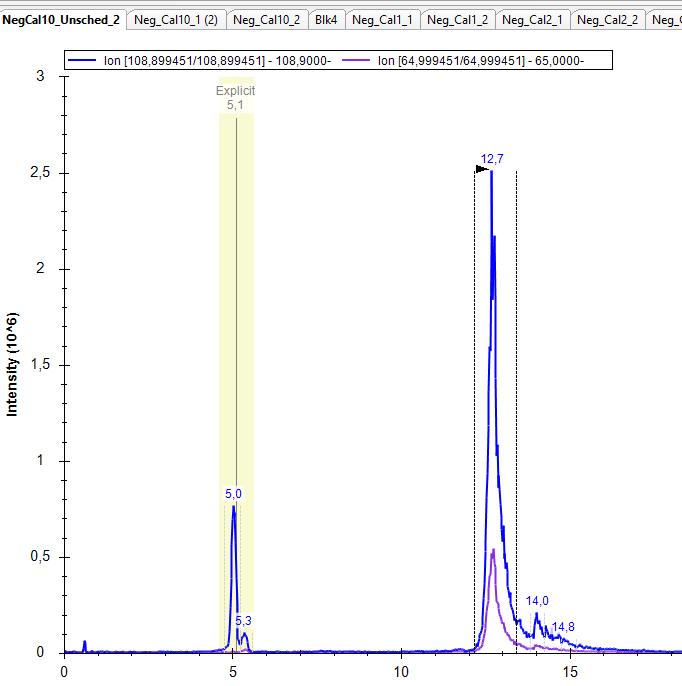 NegCal10_Unsched_2 Neg_Cal10_1 (2) Neg_Cal10_2 Blk4 Neg_Cal1_1 Neg_Cal1_2 Neg_Cal2_1 Neg_Cal2_2 Neg_C
Ion [108,899451/108,899451] - 108,9000- Ion [64,999451/64,999451] - 65,0000-
3
Explicit
5,1
12,7
2,5
2
1,5
Intensity (10^6)
1
5,0
0,5
14,0
5,3
14,8
0
0 5 10 15